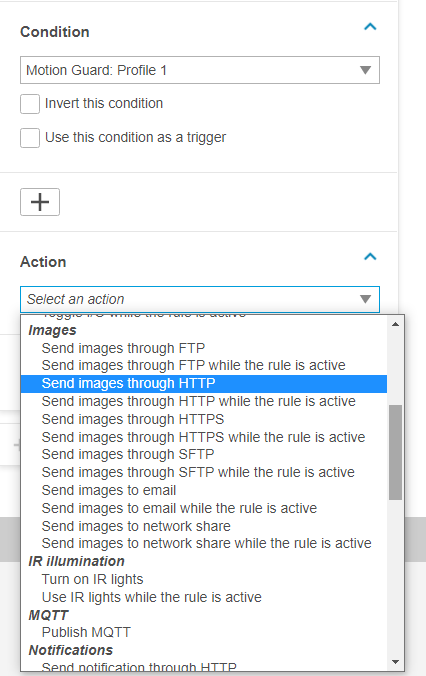 Condition
Motion Guard: Profile 1
Invert this condition
Use this condition as a trigger
Action
Select an action
Toggle I/O while the rule is active
Images
Send images through FTP
Send images through FTP while the rule is active
Send images through HTTP
Send images through HTTP while the rule is active
Send images through HTTPS
Send images through HTTPS while the rule is active
Send images through SFTP
Send images through SFTP while the rule is active
Send images to email
Send images to email while the rule is active
Send images to network share
Send images to network share while the rule is active
IR illumination
Turn on IR lights
Use IR lights while the rule is active
MQTT
Publish MQTT
Notifications
Send notification through HTTP